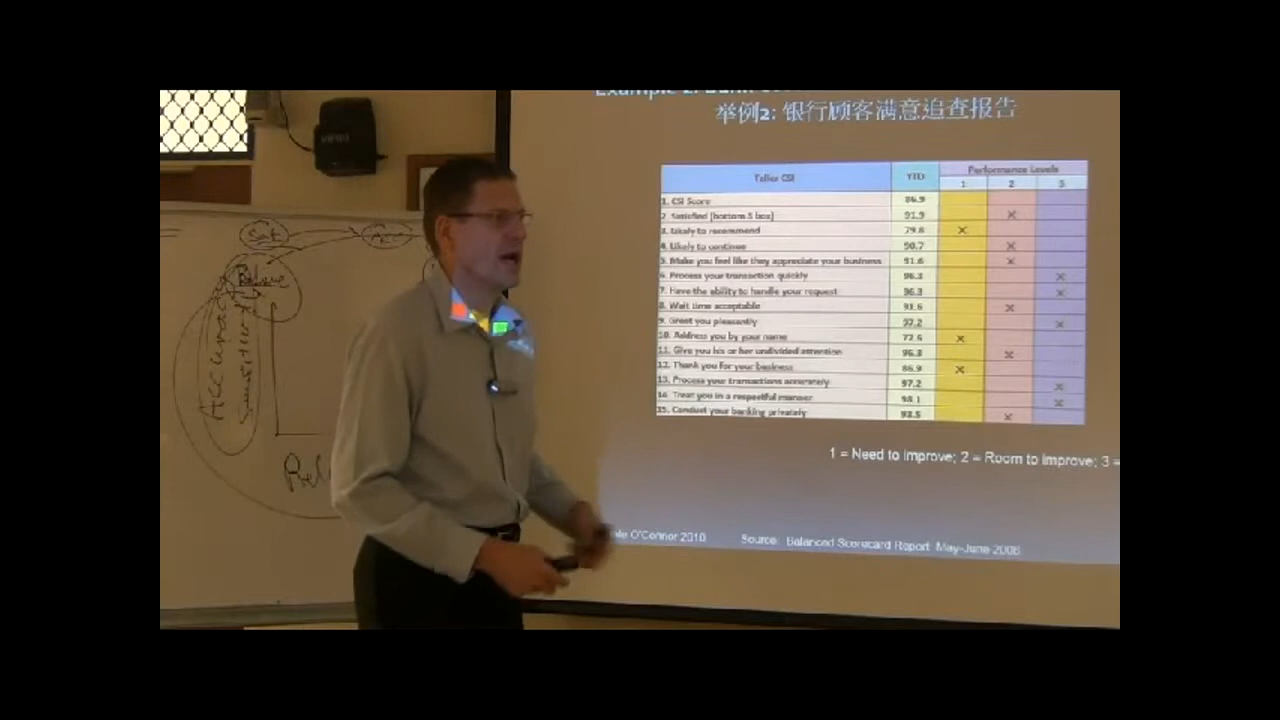 举例2: 银行顾客满意追查报告
Teller CSI YTD Performance Levels
1 2 3
1. CSI Score 86.9
2. Satisfied (bottom 3 box) 91.9 X
3. Likely to recommend 79.8 X
4. Likely to continue 90.7 X
5. Make you feel like they appreciate your business 91.6 X
6. Process your transaction quickly 96.3 X
7. Have the ability to handle your request 96.3 X
8. Wait time acceptable 91.6 X
9. Greet you pleasantly 97.2 X
10. Address you by your name 72.6 X
11. Give you his or her undivided attention 96.3 X
12. Thank you for your business 86.9 X
13. Process your transactions accurately 97.2 X
14. Treat you in a respectful manner 98.1 X
15. Conduct your banking privately 92.5 X
1 = Need to improve; 2 = Room to improve; 3 =
O'Connor 2010 Source: Balanced Scorecard Report May-June 2006